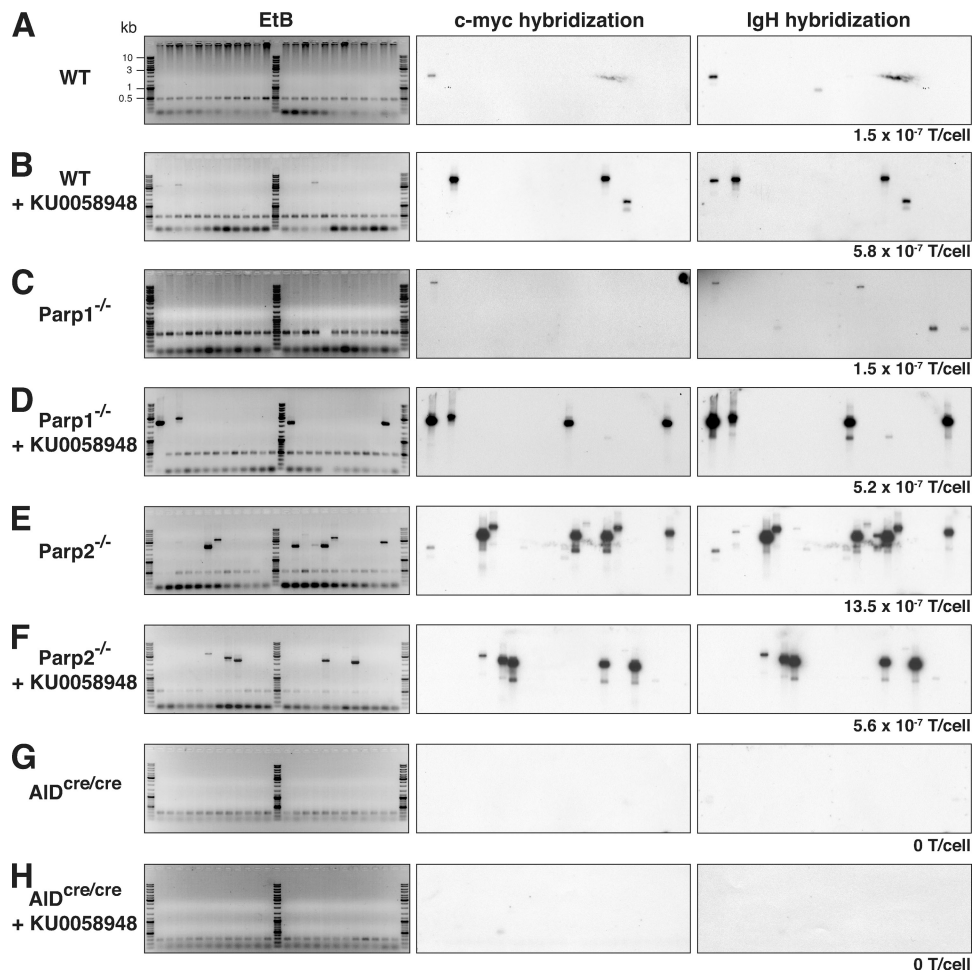 A
EtB
c-myc hybridization
IgH hybridization
kb
10
3
1
0.5
WT
1.5 x 10⁻⁷ T/cell
B
WT
+ KU0058948
5.8 x 10⁻⁷ T/cell
C
Parp1⁻/⁻
1.5 x 10⁻⁷ T/cell
D
Parp1⁻/⁻
+ KU0058948
5.2 x 10⁻⁷ T/cell
E
Parp2⁻/⁻
13.5 x 10⁻⁷ T/cell
F
Parp2⁻/⁻
+ KU0058948
5.6 x 10⁻⁷ T/cell
G
AIDcre/cre
0 T/cell
H
AIDcre/cre
+ KU0058948
0 T/cell